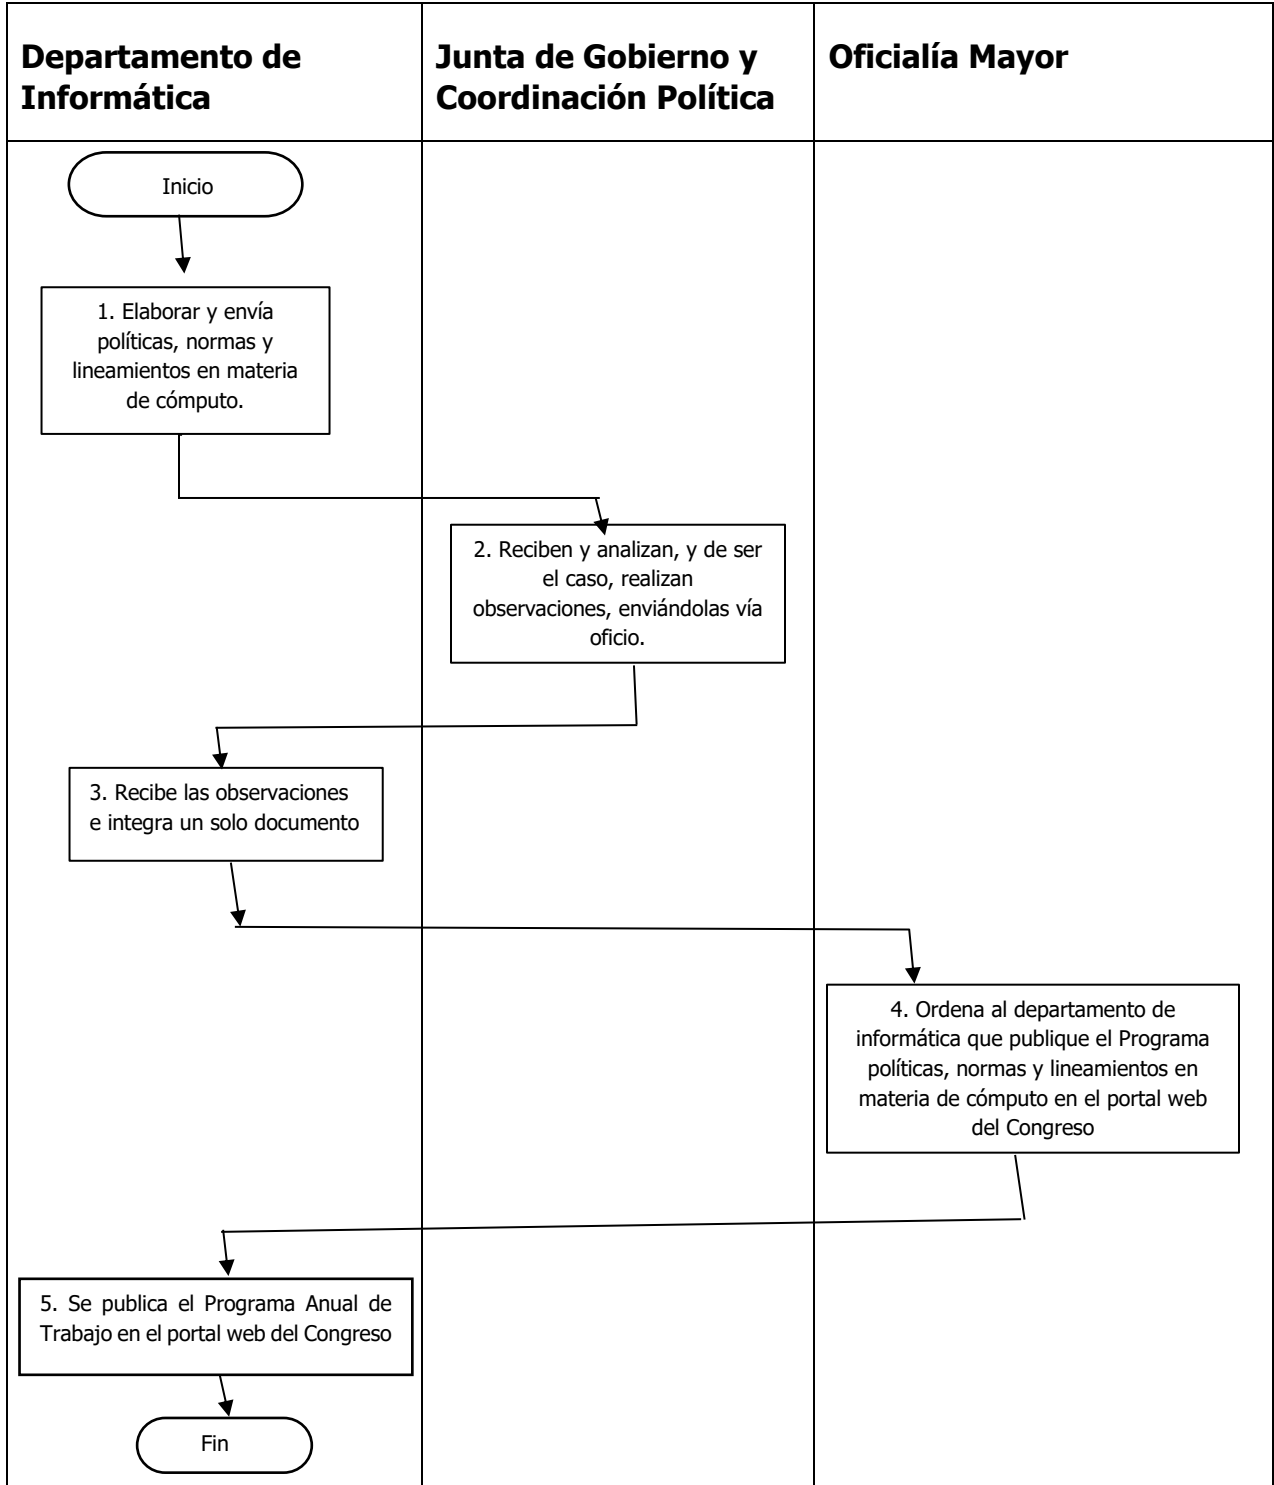 Departamento de
Informática
Junta de Gobierno y
Coordinación Política
Oficialía Mayor
Inicio
1. Elaborar y envía
políticas, normas y
lineamientos en materia
de cómputo.
2. Reciben y analizan, y de ser
el caso, realizan
observaciones, enviándolas vía
oficio.
3. Recibe las observaciones
e integra un solo documento
4. Ordena al departamento de
informática que publique el Programa
políticas, normas y lineamientos en
materia de cómputo en el portal web
del Congreso
5. Se publica el Programa Anual de
Trabajo en el portal web del Congreso
Fin